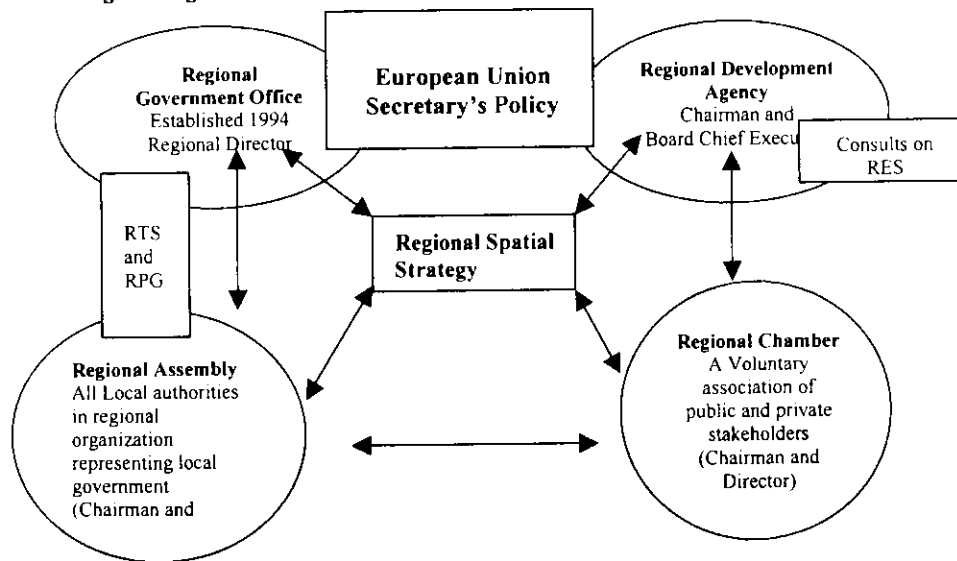 Regional
Government Office
Established 1994
Regional Director
European Union
Secretary's Policy
Regional Development
Agency
Chairman and
Board Chief
Consults on
RES
RTS
and
RPG
Regional Spatial
Strategy
Regional Assembly
All Local authorities
in regional
organization
representing local
government
(Chairman and
Regional Chamber
A Voluntary
association of
public and private
stakeholders
(Chairman and
Director)